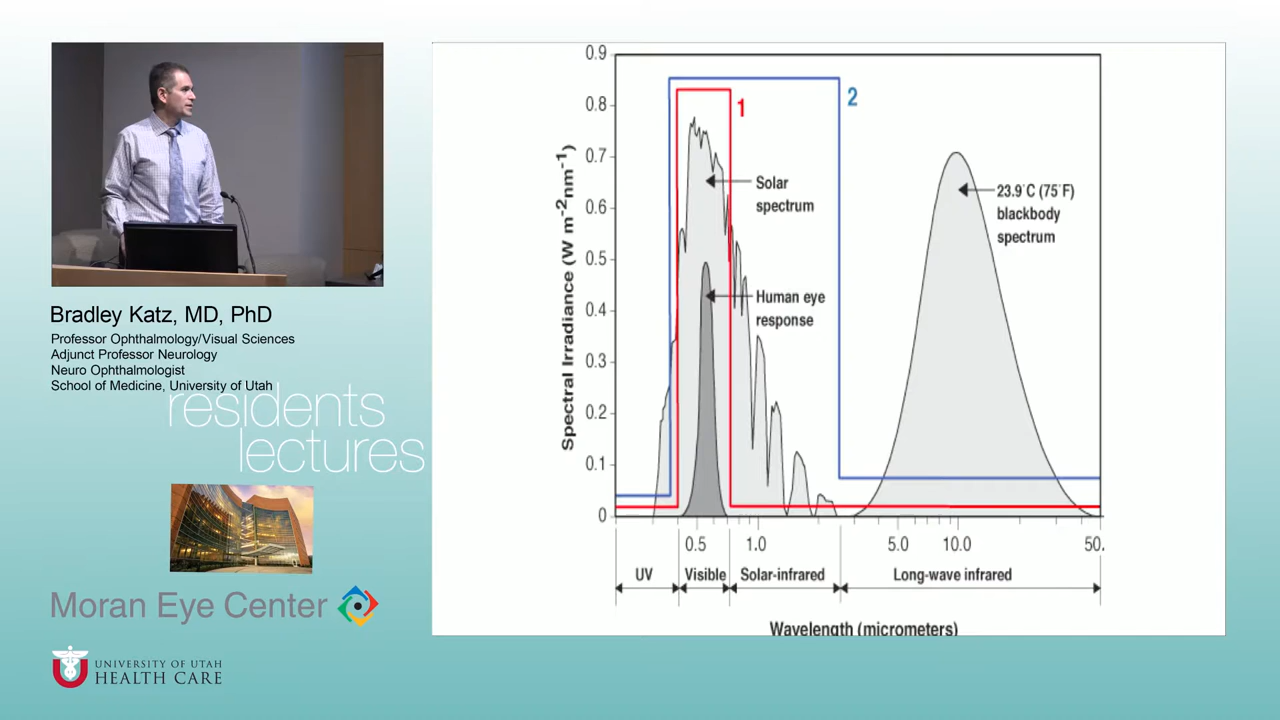 Bradley Katz, MD, PhD
Professor Ophthalmology/Visual Sciences
Adjunct Professor Neurology
Neuro Ophthalmologist
School of Medicine, University of Utah
residents
lectures
Moran Eye Center
UNIVERSITY OF UTAH
HEALTH CARE
Spectral Irradiance (W m-2nm-1)
0.9
0.8
0.7
0.6
0.5
0.4
0.3
0.2
0.1
0
1
2
Solar
spectrum
Human eye
response
23.9°C (75°F)
blackbody
spectrum
0.5 1.0 5.0 10.0 50.
UV Visible Solar-infrared Long-wave infrared
Wavelength (micrometers)